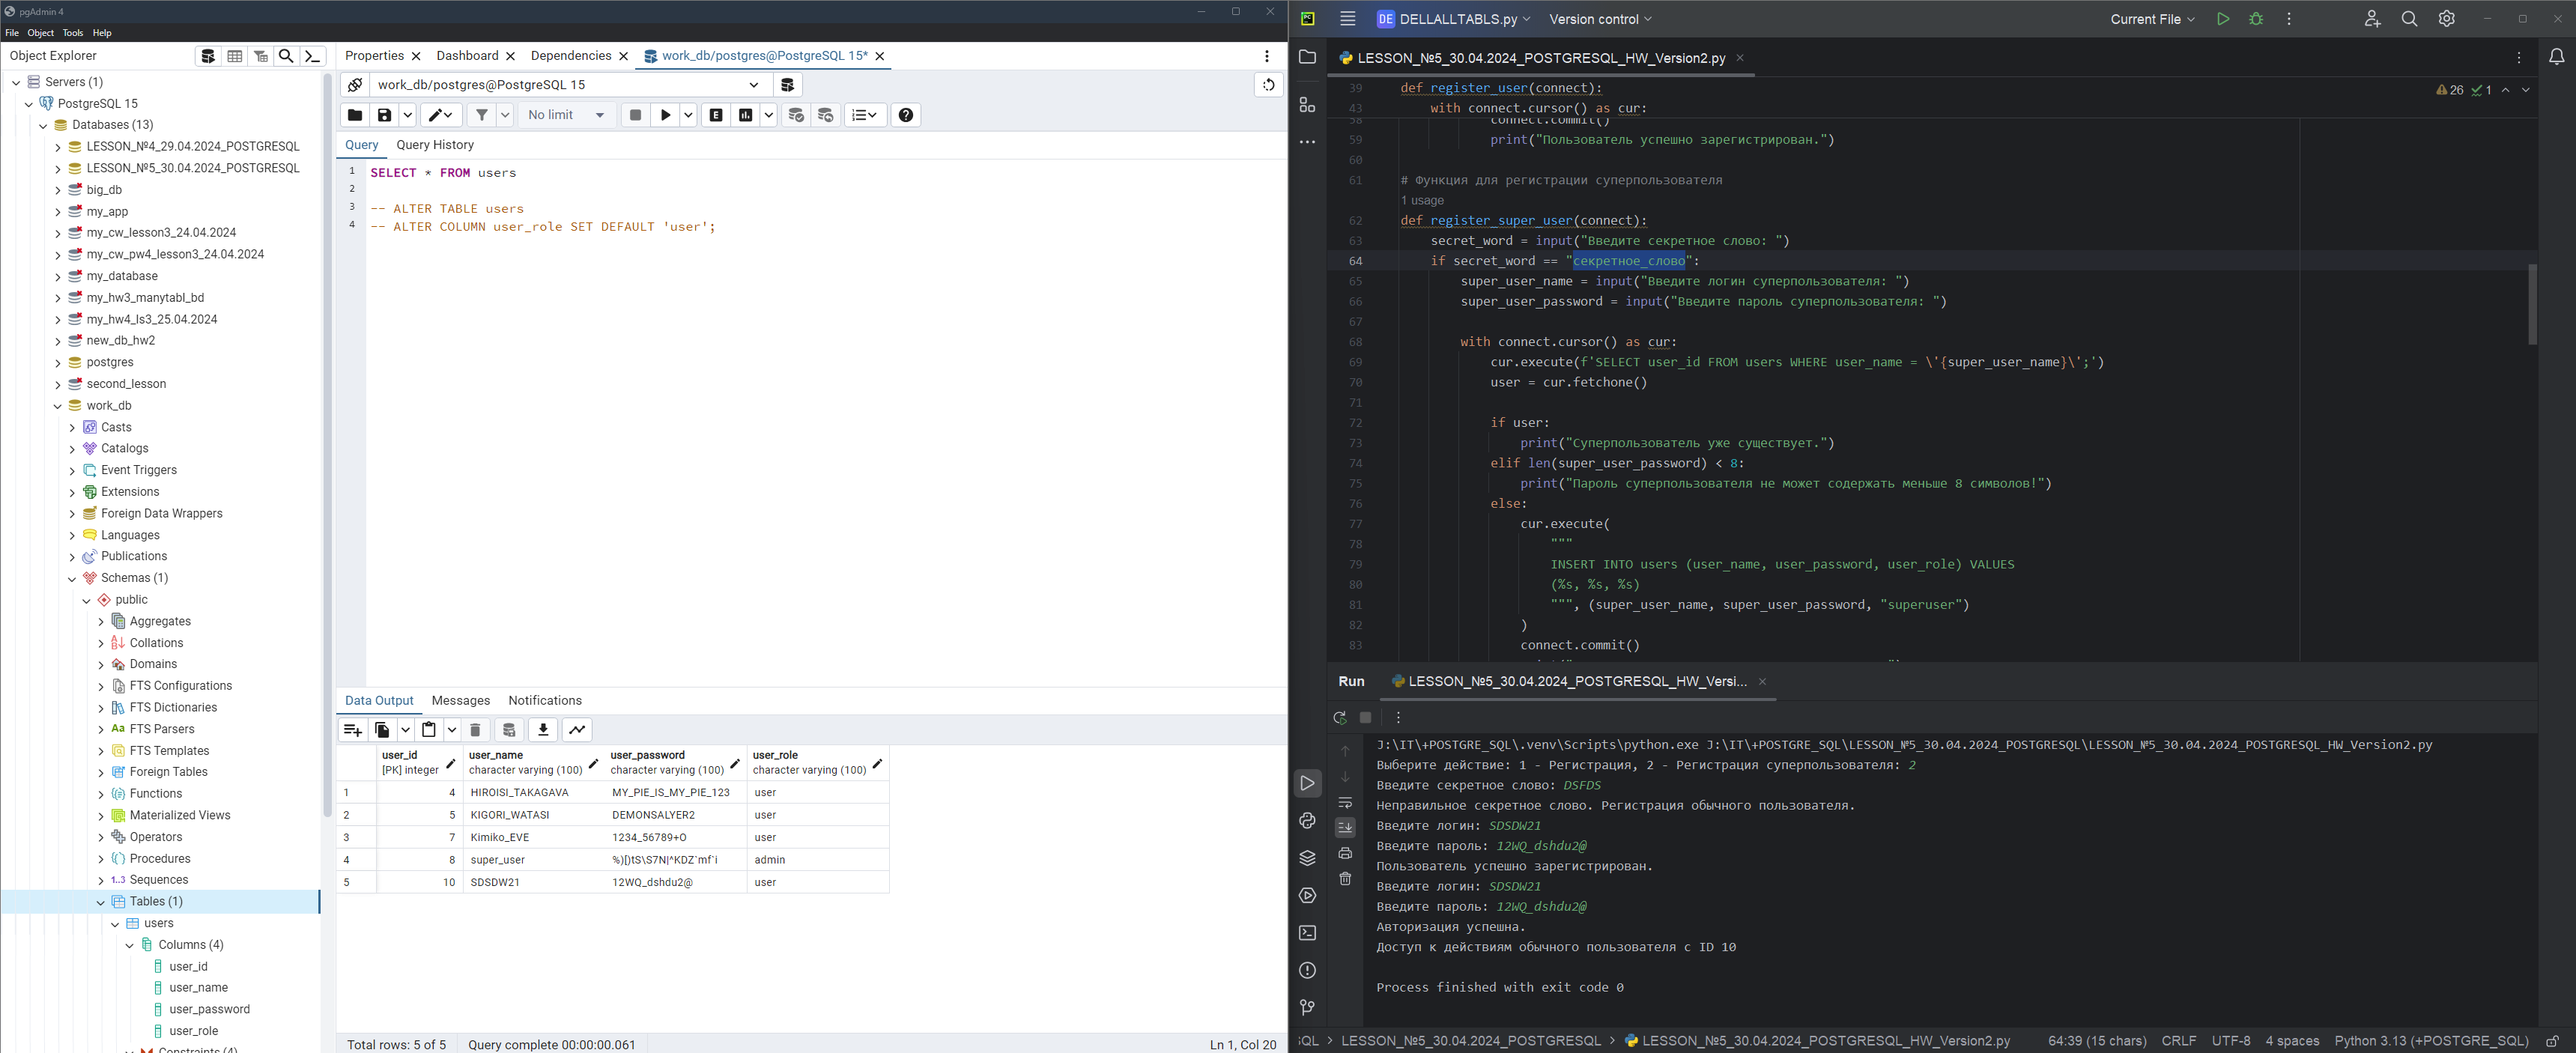 pgAdmin 4
File Object Tools Help
Object Explorer
Servers (1)
PostgreSQL 15
Databases (13)
LESSON_№4_29.04.2024_POSTGRESQL
LESSON_№5_30.04.2024_POSTGRESQL
big_db
my_app
my_cw_lesson3_24.04.2024
my_cw_pw4_lesson3_24.04.2024
my_database
my_hw3_manytabl_bd
my_hw4_ls3_25.04.2024
new_db_hw2
postgres
second_lesson
work_db
Casts
Catalogs
Event Triggers
Extensions
Foreign Data Wrappers
Languages
Publications
Schemas (1)
public
Aggregates
Collations
Domains
FTS Configurations
FTS Dictionaries
Aa FTS Parsers
FTS Templates
Foreign Tables
Functions
Materialized Views
Operators
Procedures
1..3 Sequences
Tables (1)
users
Columns (4)
user_id
user_name
user_password
user_role
Constraints (4)
Properties Dashboard Dependencies work_db/postgres@PostgreSQL 15*
work_db/postgres@PostgreSQL 15
No limit
E
Query Query History
1 SELECT * FROM users
2
3 -- ALTER TABLE users
4 -- ALTER COLUMN user_role SET DEFAULT 'user';
Data Output Messages Notifications
user_id user_name user_password user_role
[PK] integer character varying (100) character varying (100) character varying (100)
1 4 HIROISI_TAKAGAVA MY_PIE_IS_MY_PIE_123 user
2 5 KIGORI_WATASI DEMONSALYER2 user
3 7 Kimiko_EVE 1234_56789+O user
4 8 super_user %)[)tS\S7N|^KDZ`mf`i admin
5 10 SDSDW21 12WQ_dshdu2@ user
Total rows: 5 of 5 Query complete 00:00:00.061 Ln 1, Col 20
PC DE DELLALLTABLS.py Version control Current File
LESSON_№5_30.04.2024_POSTGRESQL_HW_Version2.py
26 1
39 def register_user(connect):
43 with connect.cursor() as cur:
58 connect.commit()
59 print("Пользователь успешно зарегистрирован.")
60
61 # Функция для регистрации суперпользователя
1 usage
62 def register_super_user(connect):
63 secret_word = input("Введите секретное слово: ")
64 if secret_word == "секретное_слово":
65 super_user_name = input("Введите логин суперпользователя: ")
66 super_user_password = input("Введите пароль суперпользователя: ")
67
68 with connect.cursor() as cur:
69 cur.execute(f'SELECT user_id FROM users WHERE user_name = \'{super_user_name}\';')
70 user = cur.fetchone()
71
72 if user:
73 print("Суперпользователь уже существует.")
74 elif len(super_user_password) < 8:
75 print("Пароль суперпользователя не может содержать меньше 8 символов!")
76 else:
77 cur.execute(
78 """
79 INSERT INTO users (user_name, user_password, user_role) VALUES
80 (%s, %s, %s)
81 """, (super_user_name, super_user_password, "superuser")
82 )
83 connect.commit()
Run LESSON_№5_30.04.2024_POSTGRESQL_HW_Versi...
J:\IT\+POSTGRE_SQL\.venv\Scripts\python.exe J:\IT\+POSTGRE_SQL\LESSON_№5_30.04.2024_POSTGRESQL\LESSON_№5_30.04.2024_POSTGRESQL_HW_Version2.py
Выберите действие: 1 - Регистрация, 2 - Регистрация суперпользователя: 2
Введите секретное слово: DSFDS
Неправильное секретное слово. Регистрация обычного пользователя.
Введите логин: SDSDW21
Введите пароль: 12WQ_dshdu2@
Пользователь успешно зарегистрирован.
Введите логин: SDSDW21
Введите пароль: 12WQ_dshdu2@
Авторизация успешна.
Доступ к действиям обычного пользователя с ID 10
Process finished with exit code 0
SQL LESSON_№5_30.04.2024_POSTGRESQL LESSON_№5_30.04.2024_POSTGRESQL_HW_Version2.py 64:39 (15 chars) CRLF UTF-8 4 spaces Python 3.13 (+POSTGRE_SQL)